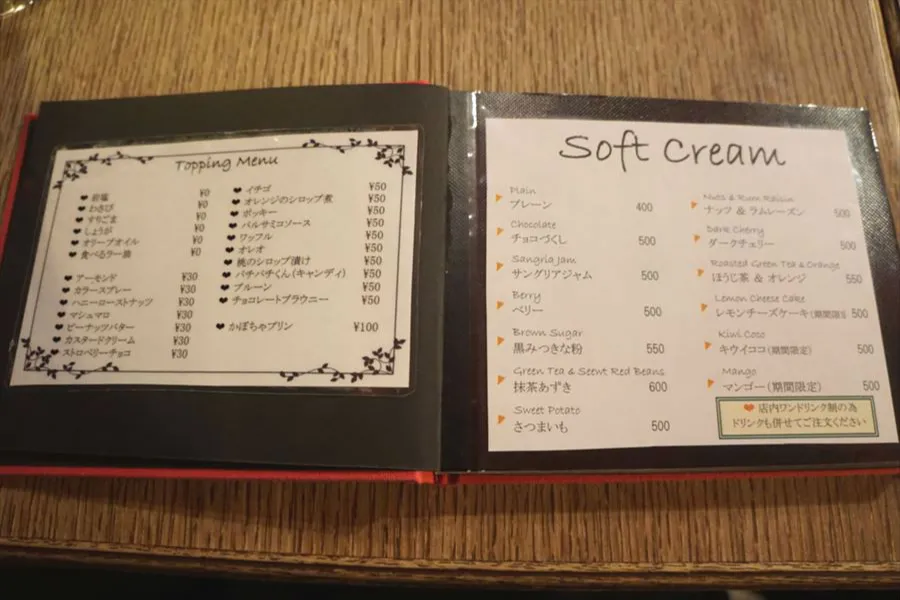 Topping Menu
❤ 岩塩 ¥0
❤ わさび ¥0
❤ すりごま ¥0
❤ しょうが ¥0
❤ オリーブオイル ¥0
❤ 食べるラー油 ¥0
❤ アーモンド ¥30
❤ カラースプレー ¥30
❤ ハニーローストナッツ ¥30
❤ マシュマロ ¥30
❤ ピーナッツバター ¥30
❤ カスタードクリーム ¥30
❤ ストロベリーチョコ ¥30
❤ イチゴ ¥50
❤ オレンジのシロップ煮 ¥50
❤ ポッキー ¥50
❤ バルサミコソース ¥50
❤ ワッフル ¥50
❤ オレオ ¥50
❤ 桃のシロップ漬け ¥50
❤ パチパチくん(キャンディ) ¥50
❤ プルーン ¥50
❤ チョコレートブラウニー ¥50
❤ かぼちゃプリン ¥100
Soft Cream
Plain
プレーン 400
Chocolate
チョコづくし 500
Sangria Jam
サングリアジャム 500
Berry
ベリー 500
Brown Sugar
黒みつきな粉 550
Green Tea & Seewt Red Beans
抹茶あずき 600
Sweet Potato
さつまいも 500
Nuts & Rum Raisin
ナッツ & ラムレーズン 500
Dark Cherry
ダークチェリー 500
Roasted Green Tea & Orange
ほうじ茶 & オレンジ 550
Lemon Cheese Cake
レモンチーズケーキ(期間限定 500
Kiwi Coco
キウイココ(期間限定) 500
Mango
マンゴー(期間限定) 500
❤ 店内ワンドリンク制の為
ドリンクも併せてご注文ください